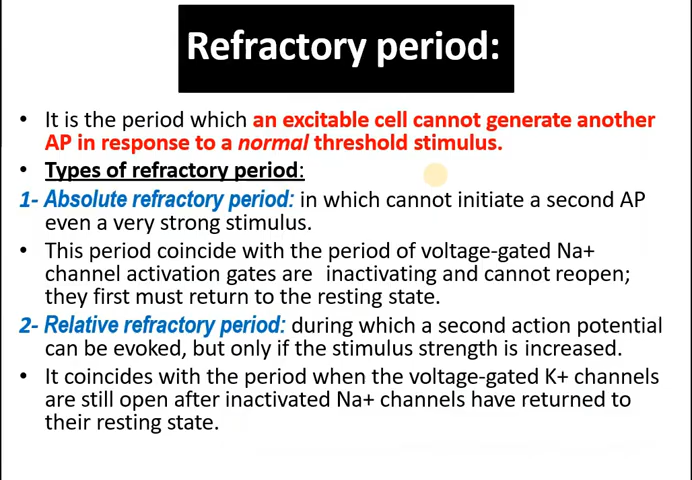 Refractory period:
• It is the period which an excitable cell cannot generate another
AP in response to a normal threshold stimulus.
• Types of refractory period:
1- Absolute refractory period: in which cannot initiate a second AP
even a very strong stimulus.
• This period coincide with the period of voltage-gated Na+
channel activation gates are inactivating and cannot reopen;
they first must return to the resting state.
2- Relative refractory period: during which a second action potential
can be evoked, but only if the stimulus strength is increased.
• It coincides with the period when the voltage-gated K+ channels
are still open after inactivated Na+ channels have returned to
their resting state.